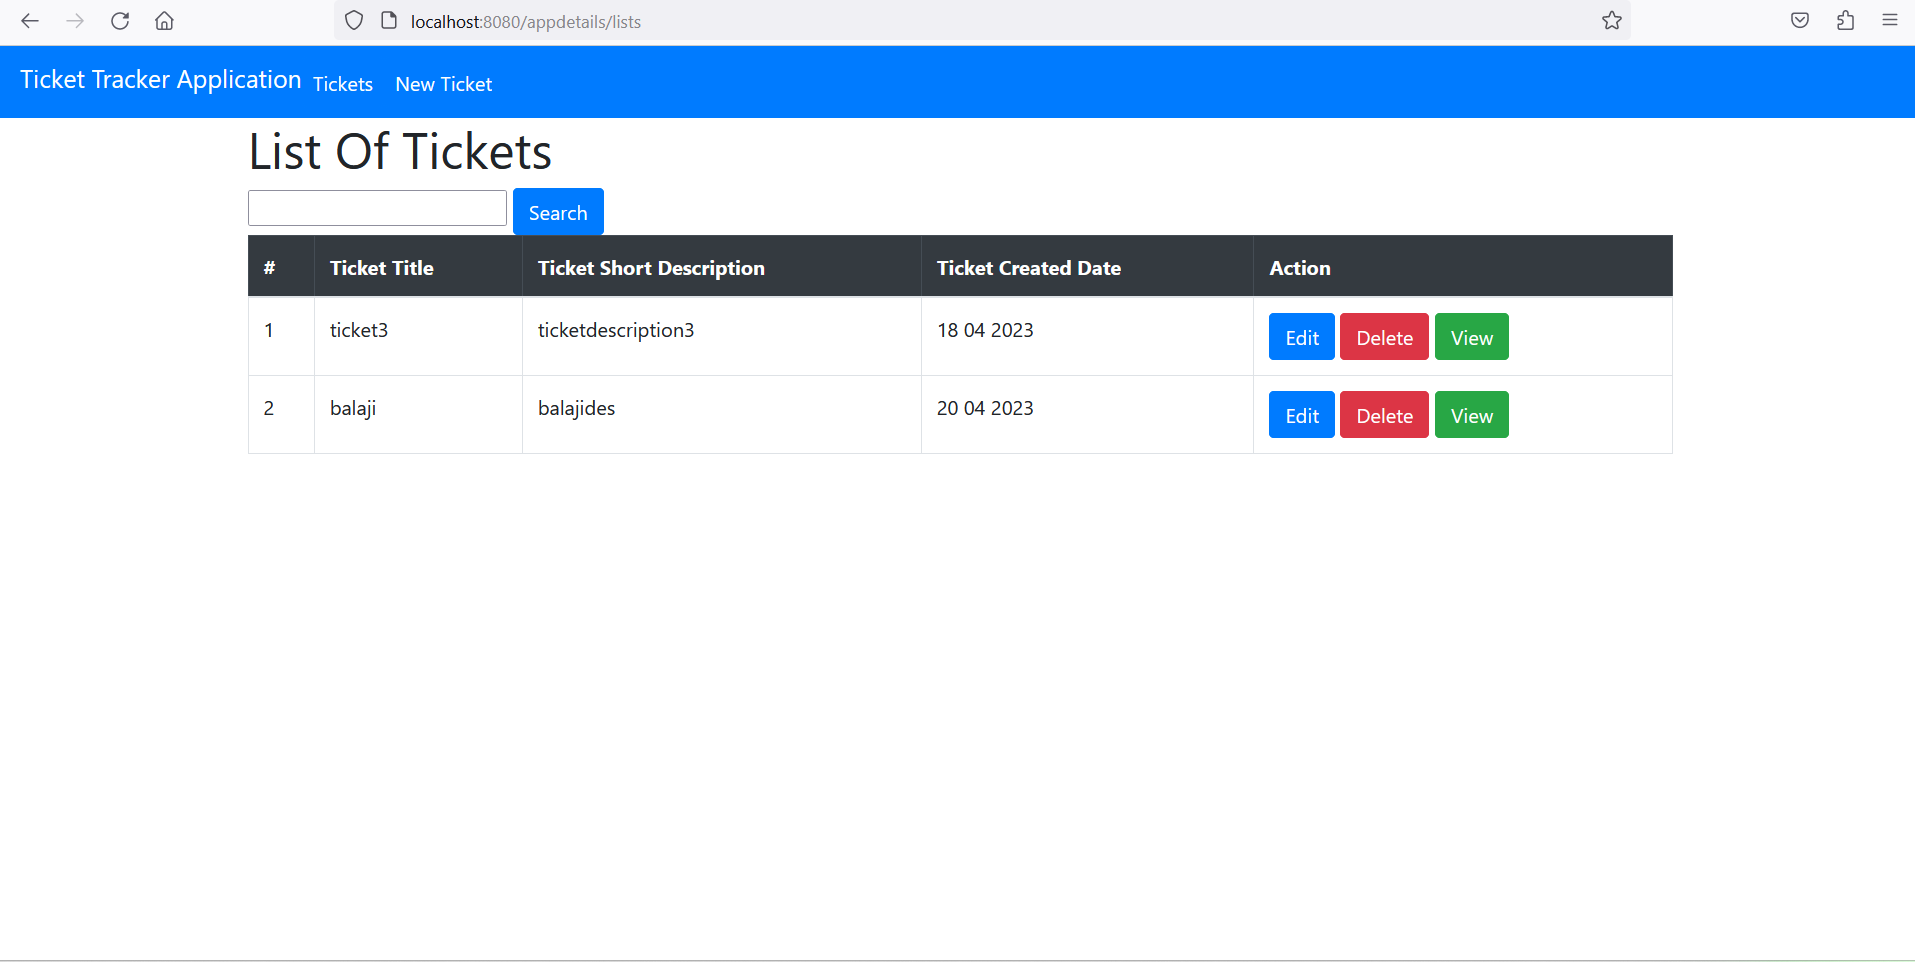 localhost:8080/appdetails/lists
Ticket Tracker Application Tickets New Ticket
List Of Tickets
Search
# Ticket Title Ticket Short Description Ticket Created Date Action
1 ticket3 ticketdescription3 18 04 2023 Edit Delete View
2 balaji balajides 20 04 2023 Edit Delete View